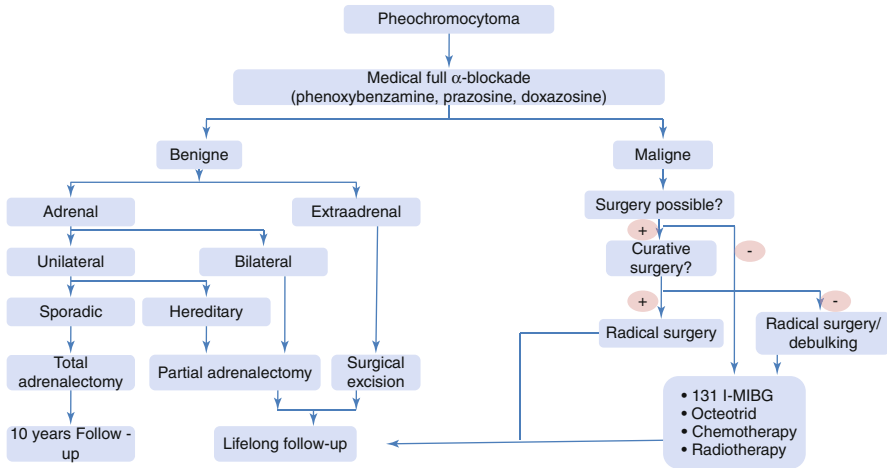 Pheochromocytoma
Medical full α-blockade
(phenoxybenzamine, prazosine, doxazosine)
Benigne
Maligne
Adrenal
Extraadrenal
Surgery possible?
+
-
Unilateral
Bilateral
Curative
surgery?
Sporadic
Hereditary
+
-
Radical surgery
Radical surgery/
debulking
Total
adrenalectomy
Partial adrenalectomy
Surgical
excision
• 131 I-MIBG
• Octeotrid
• Chemotherapy
• Radiotherapy
10 years Follow -
up
Lifelong follow-up